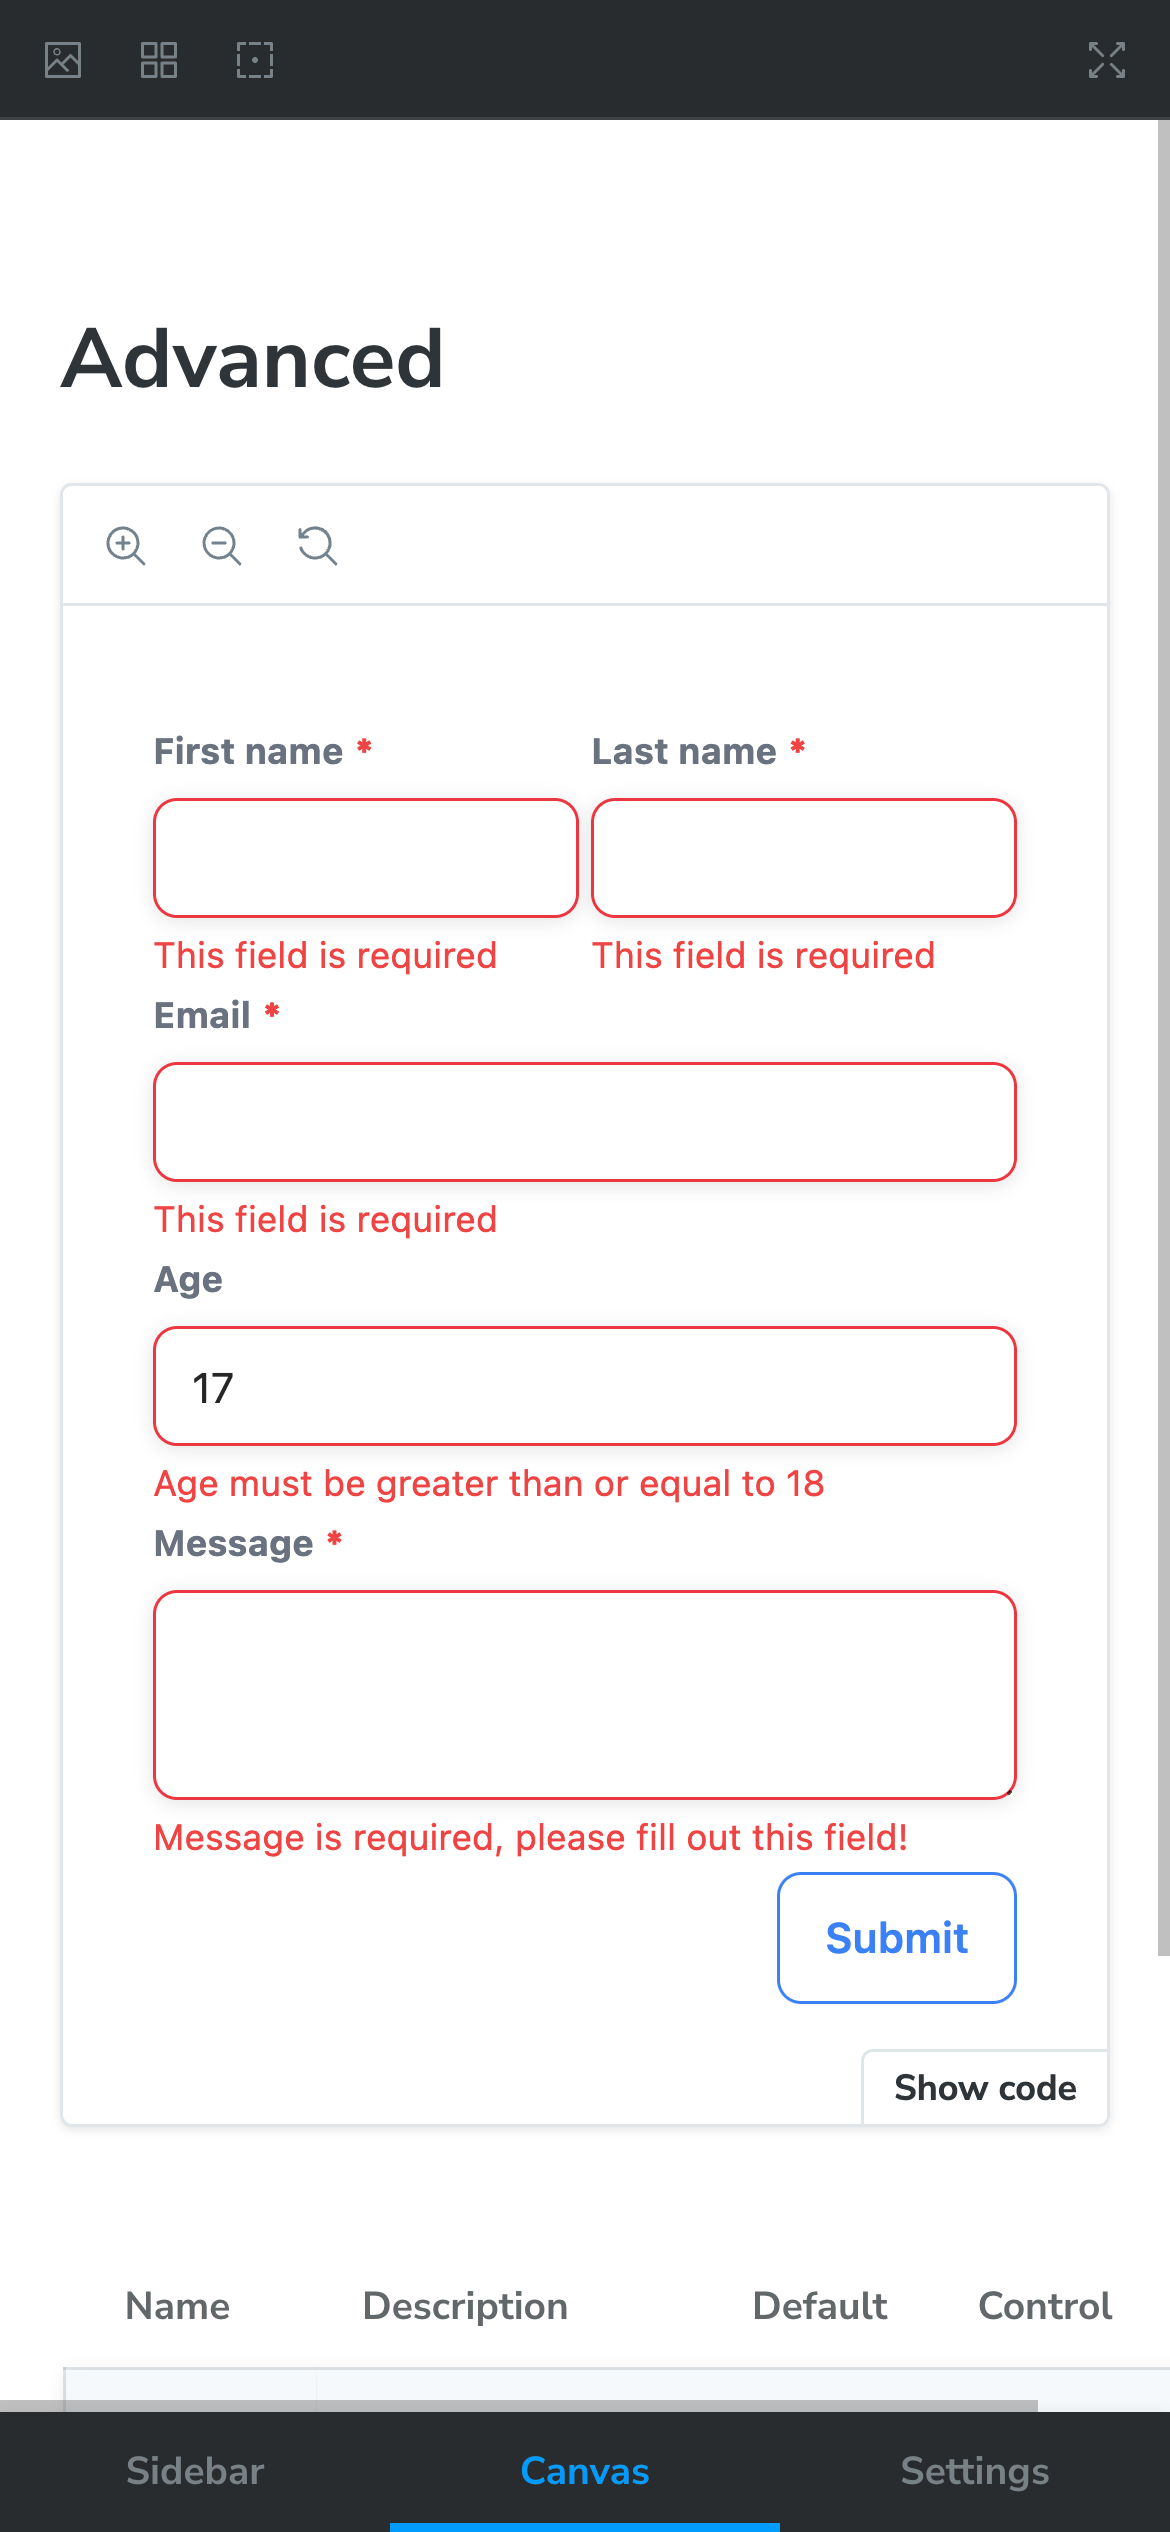 Advanced
First name *
Last name *
This field is required
This field is required
Email *
This field is required
Age
17
Age must be greater than or equal to 18
Message *
Message is required, please fill out this field!
Submit
Show code
Name Description Default Control
Sidebar Canvas Settings